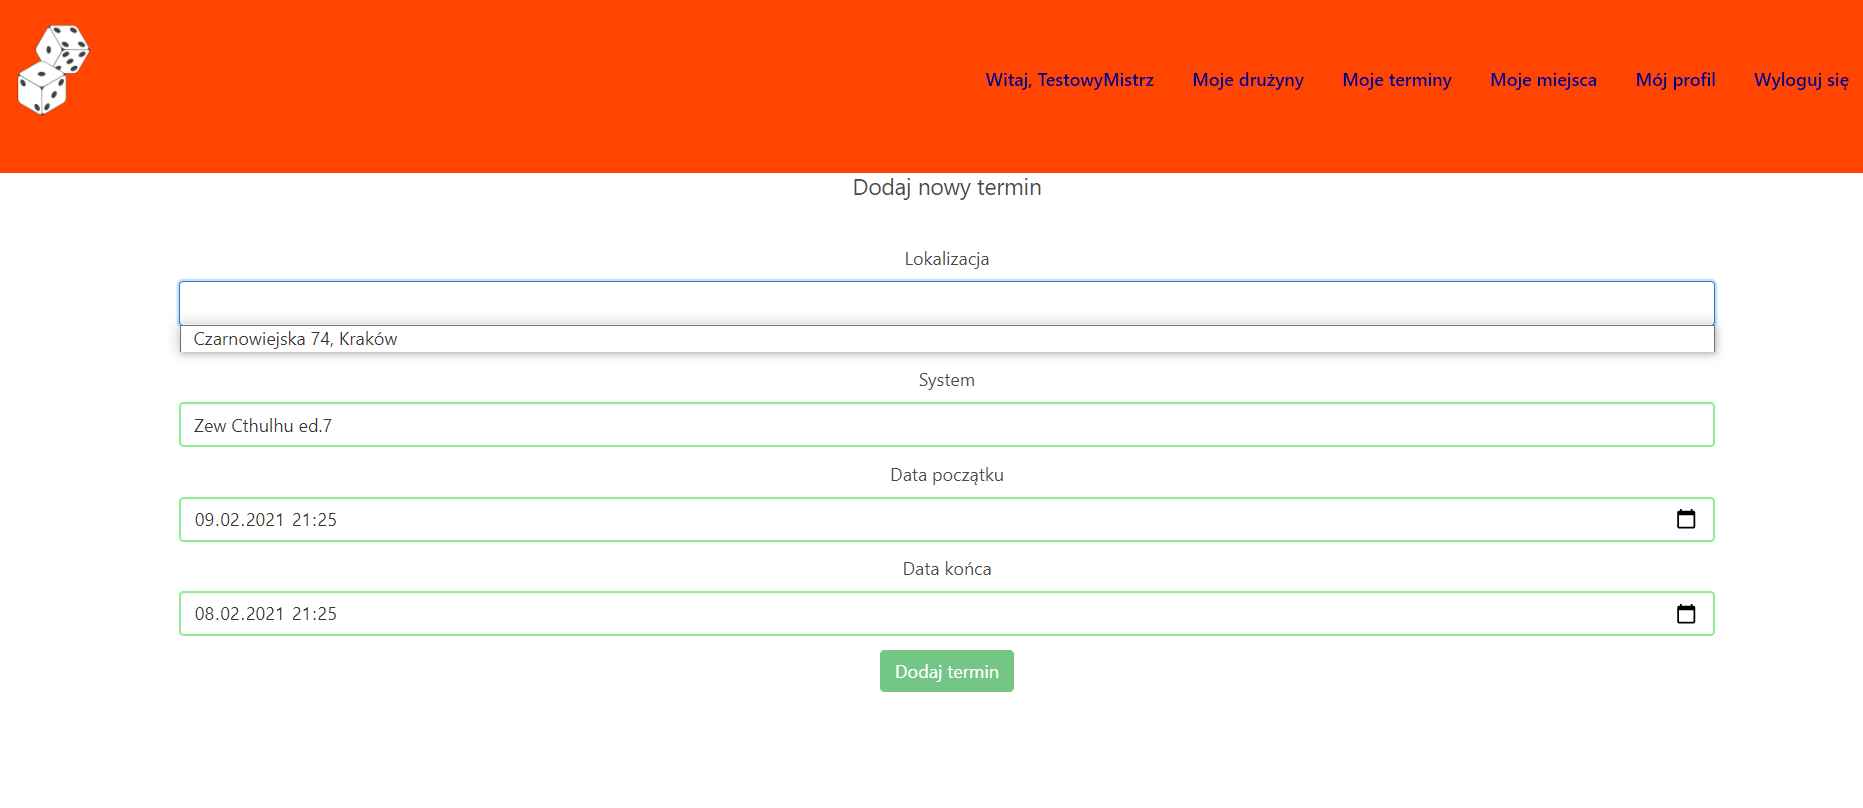 Witaj, TestowyMistrz Moje drużyny Moje terminy Moje miejsca Mój profil Wyloguj się
Dodaj nowy termin
Lokalizacja
Czarnowiejska 74, Kraków
System
Zew Cthulhu ed.7
Data początku
09.02.2021 21:25
Data końca
08.02.2021 21:25
Dodaj termin